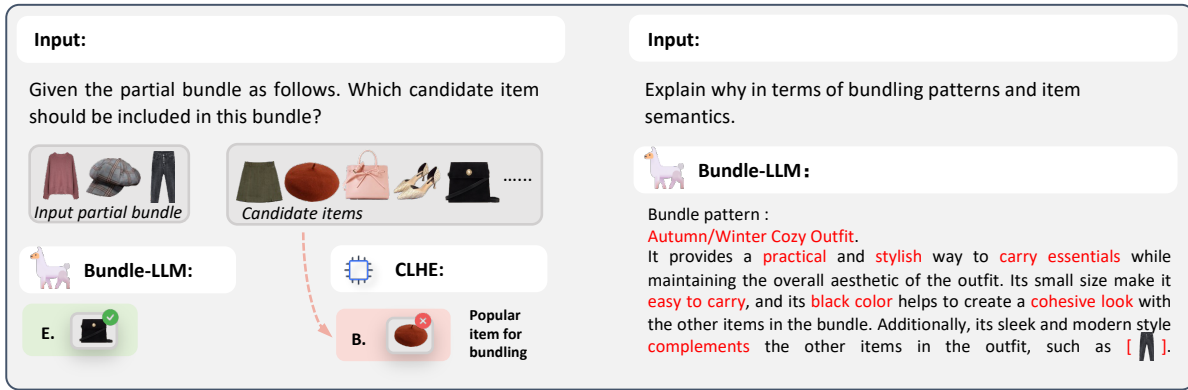 Input:
Given the partial bundle as follows. Which candidate item
should be included in this bundle?
Input partial bundle
Candidate items
......
Bundle-LLM:
CLHE:
E.
B.
Popular
item for
bundling
Input:
Explain why in terms of bundling patterns and item
semantics.
Bundle-LLM:
Bundle pattern :
Autumn/Winter Cozy Outfit.
It provides a practical and stylish way to carry essentials while
maintaining the overall aesthetic of the outfit. Its small size make it
easy to carry, and its black color helps to create a cohesive look with
the other items in the bundle. Additionally, its sleek and modern style
complements the other items in the outfit, such as [ ].